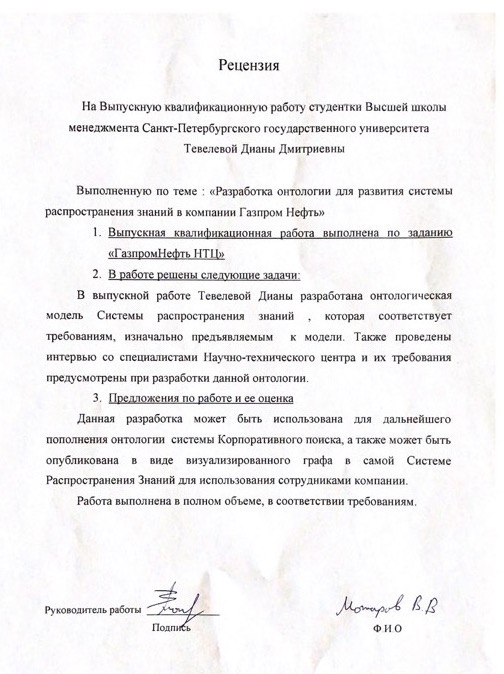 Рецензия
На Выпускную квалификационную работу студентки Высшей школы
менеджмента Санкт-Петербургского государственного университета
Тевелевой Дианы Дмитриевны
Выполненную по теме : «Разработка онтологии для развития системы
распространения знаний в компании Газпром Нефть»
1. Выпускная квалификационная работа выполнена по заданию
«ГазпромНефть НТЦ»
2. В работе решены следующие задачи:
В выпускной работе Тевелевой Дианы разработана онтологическая
модель Системы распространения знаний , которая соответствует
требованиям, изначально предъявляемым к модели. Также проведены
интервью со специалистами Научно-технического центра и их требования
предусмотрены при разработки данной онтологии.
3. Предложения по работе и ее оценка
Данная разработка может быть использована для дальнейшего
пополнения онтологии системы Корпоративного поиска, а также может быть
опубликована в виде визуализированного графа в самой Системе
Распространения Знаний для использования сотрудниками компании.
Работа выполнена в полном объеме, в соответствии требованиям.
Руководитель работы В.В
Подпись Ф И О